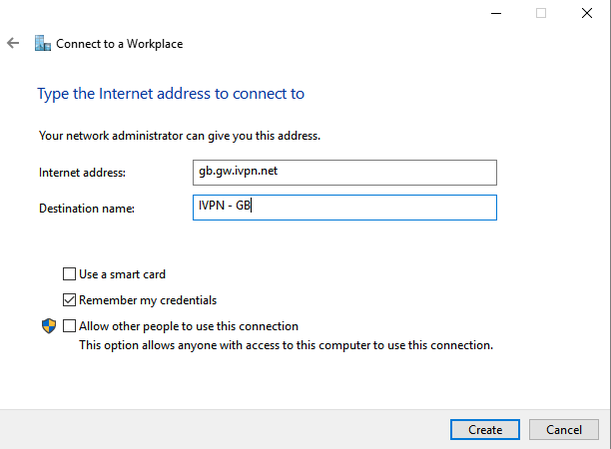 Connect to a Workplace
Type the Internet address to connect to
Your network administrator can give you this address.
Internet address: gb.gw.ivpn.net
Destination name: IVPN - GB
Use a smart card
Remember my credentials
Allow other people to use this connection
This option allows anyone with access to this computer to use this connection.
Create Cancel